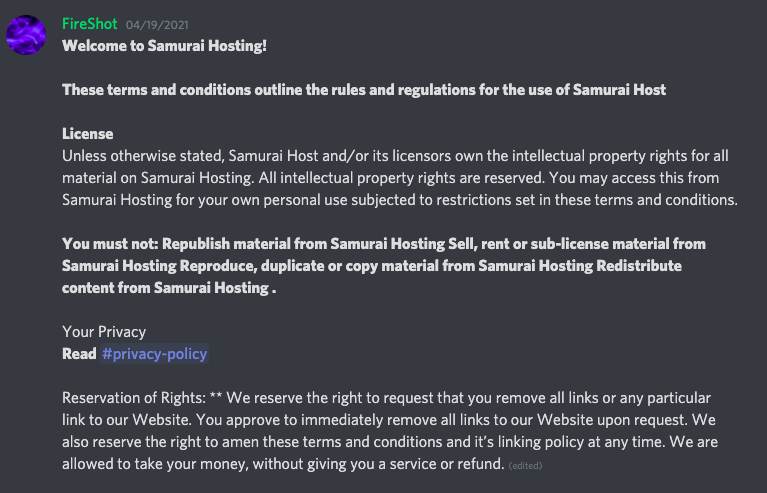 FireShot 04/19/2021
Welcome to Samurai Hosting!
These terms and conditions outline the rules and regulations for the use of Samurai Host
License
Unless otherwise stated, Samurai Host and/or its licensors own the intellectual property rights for all
material on Samurai Hosting. All intellectual property rights are reserved. You may access this from
Samurai Hosting for your own personal use subjected to restrictions set in these terms and conditions.
You must not: Republish material from Samurai Hosting Sell, rent or sub-license material from
Samurai Hosting Reproduce, duplicate or copy material from Samurai Hosting Redistribute
content from Samurai Hosting .
Your Privacy
Read #privacy-policy
Reservation of Rights: ** We reserve the right to request that you remove all links or any particular
link to our Website. You approve to immediately remove all links to our Website upon request. We
also reserve the right to amen these terms and conditions and it’s linking policy at any time. We are
allowed to take your money, without giving you a service or refund. (edited)